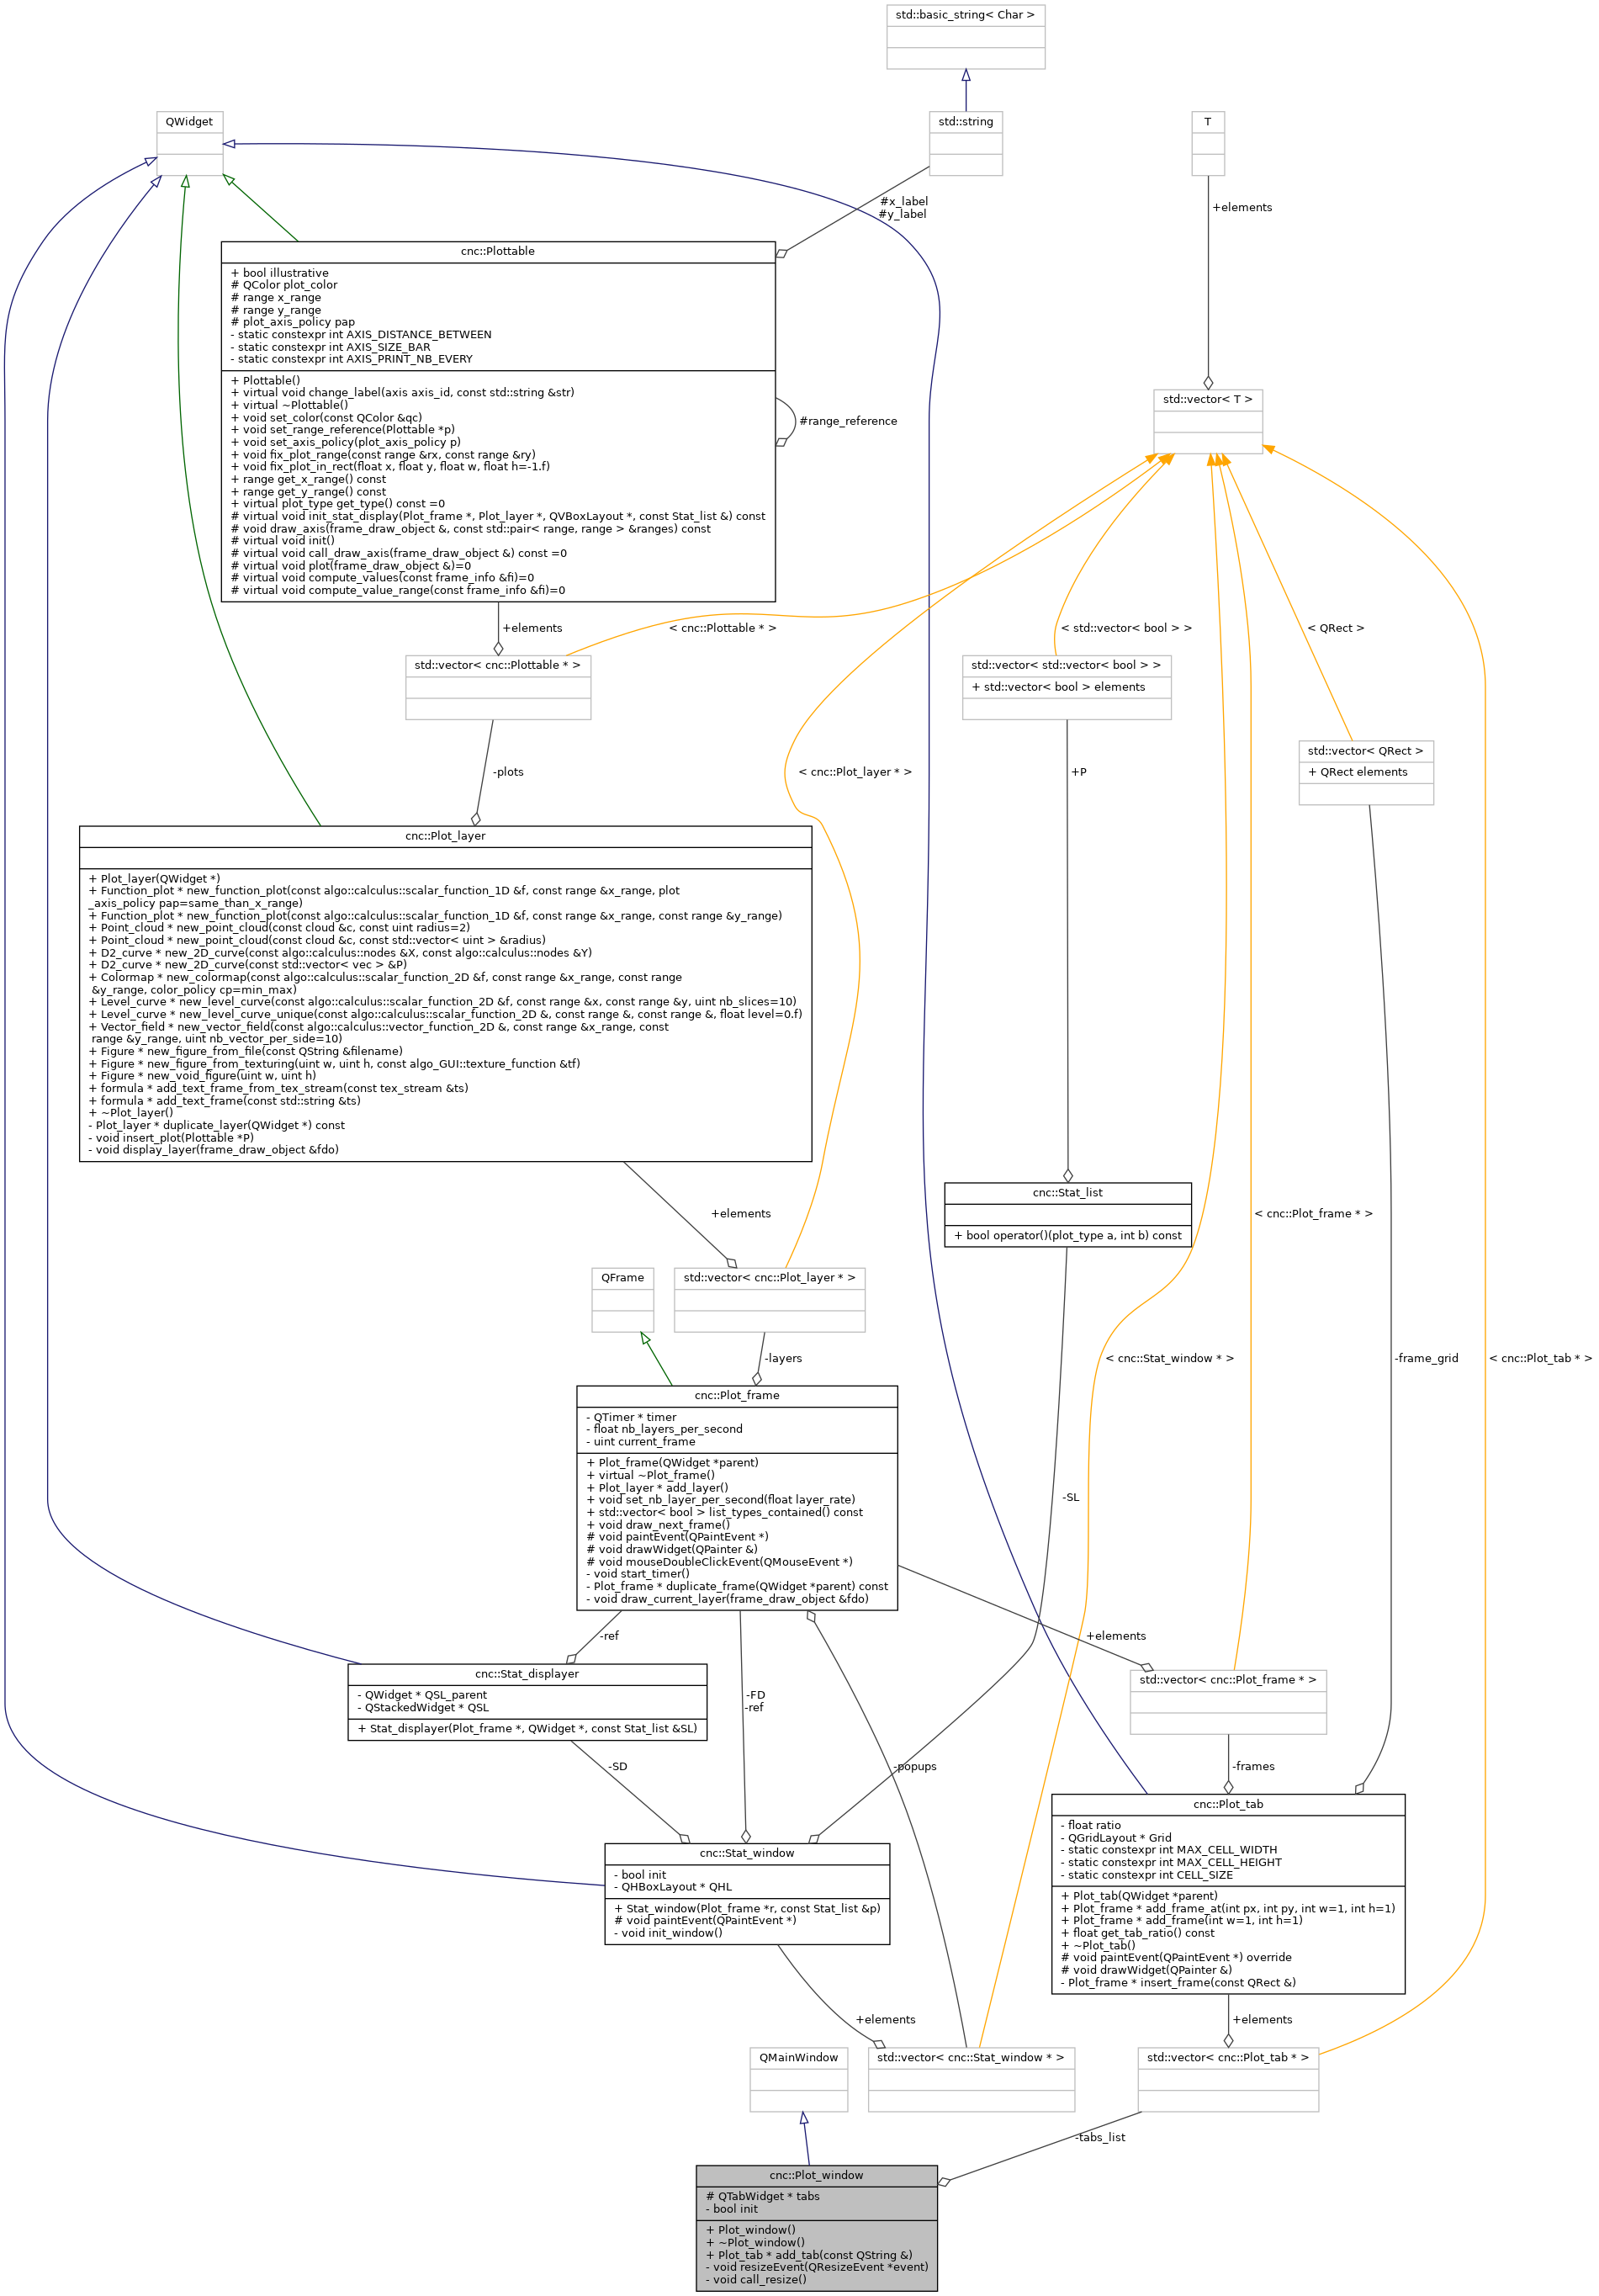 std::basic_string< Char >
QWidget
std::string
T
#x_label
#y_label
+elements
cnc::Plottable
+ bool illustrative
# QColor plot_color
# range x_range
# range y_range
# plot_axis_policy pap
- static constexpr int AXIS_DISTANCE_BETWEEN
- static constexpr int AXIS_SIZE_BAR
- static constexpr int AXIS_PRINT_NB_EVERY
+ Plottable()
+ virtual void change_label(axis axis_id, const std::string &str)
+ virtual ~Plottable()
+ void set_color(const QColor &qc)
+ void set_range_reference(Plottable *p)
+ void set_axis_policy(plot_axis_policy p)
+ void fix_plot_range(const range &rx, const range &ry)
+ void fix_plot_in_rect(float x, float y, float w, float h=-1.f)
+ range get_x_range() const
+ range get_y_range() const
+ virtual plot_type get_type() const =0
# virtual void init_stat_display(Plot_frame *, Plot_layer *, QVBoxLayout *, const Stat_list &) const
# void draw_axis(frame_draw_object &, const std::pair< range, range > &ranges) const
# virtual void init()
# virtual void call_draw_axis(frame_draw_object &) const =0
# virtual void plot(frame_draw_object &)=0
# virtual void compute_values(const frame_info &fi)=0
# virtual void compute_value_range(const frame_info &fi)=0
#range_reference
std::vector< T >
+elements
< cnc::Plottable * >
< std::vector< bool > >
< QRect >
std::vector< cnc::Plottable * >
std::vector< std::vector< bool > >
+ std::vector< bool > elements
std::vector< QRect >
+ QRect elements
-plots
< cnc::Plot_layer * >
+P
cnc::Plot_layer
+ Plot_layer(QWidget *)
+ Function_plot * new_function_plot(const algo::calculus::scalar_function_1D &f, const range &x_range, plot
_axis_policy pap=same_than_x_range)
+ Function_plot * new_function_plot(const algo::calculus::scalar_function_1D &f, const range &x_range, const range &y_range)
+ Point_cloud * new_point_cloud(const cloud &c, const uint radius=2)
+ Point_cloud * new_point_cloud(const cloud &c, const std::vector< uint > &radius)
+ D2_curve * new_2D_curve(const algo::calculus::nodes &X, const algo::calculus::nodes &Y)
+ D2_curve * new_2D_curve(const std::vector< vec > &P)
+ Colormap * new_colormap(const algo::calculus::scalar_function_2D &f, const range &x_range, const range
&y_range, color_policy cp=min_max)
+ Level_curve * new_level_curve(const algo::calculus::scalar_function_2D &f, const range &x, const range &y, uint nb_slices=10)
+ Level_curve * new_level_curve_unique(const algo::calculus::scalar_function_2D &, const range &, const range &, float level=0.f)
+ Vector_field * new_vector_field(const algo::calculus::vector_function_2D &, const range &x_range, const
range &y_range, uint nb_vector_per_side=10)
+ Figure * new_figure_from_file(const QString &filename)
+ Figure * new_figure_from_texturing(uint w, uint h, const algo_GUI::texture_function &tf)
+ Figure * new_void_figure(uint w, uint h)
+ formula * add_text_frame_from_tex_stream(const tex_stream &ts)
+ formula * add_text_frame(const std::string &ts)
+ ~Plot_layer()
- Plot_layer * duplicate_layer(QWidget *) const
- void insert_plot(Plottable *P)
- void display_layer(frame_draw_object &fdo)
cnc::Stat_list
+ bool operator()(plot_type a, int b) const
+elements
< cnc::Plot_frame * >
QFrame
std::vector< cnc::Plot_layer * >
-layers
< cnc::Stat_window * >
-frame_grid
< cnc::Plot_tab * >
cnc::Plot_frame
- QTimer * timer
- float nb_layers_per_second
- uint current_frame
+ Plot_frame(QWidget *parent)
+ virtual ~Plot_frame()
+ Plot_layer * add_layer()
+ void set_nb_layer_per_second(float layer_rate)
+ std::vector< bool > list_types_contained() const
+ void draw_next_frame()
# void paintEvent(QPaintEvent *)
# void drawWidget(QPainter &)
# void mouseDoubleClickEvent(QMouseEvent *)
- void start_timer()
- Plot_frame * duplicate_frame(QWidget *parent) const
- void draw_current_layer(frame_draw_object &fdo)
-SL
-ref
+elements
cnc::Stat_displayer
- QWidget * QSL_parent
- QStackedWidget * QSL
+ Stat_displayer(Plot_frame *, QWidget *, const Stat_list &SL)
-FD
-ref
std::vector< cnc::Plot_frame * >
-SD
-popups
-frames
cnc::Plot_tab
- float ratio
- QGridLayout * Grid
- static constexpr int MAX_CELL_WIDTH
- static constexpr int MAX_CELL_HEIGHT
- static constexpr int CELL_SIZE
+ Plot_tab(QWidget *parent)
+ Plot_frame * add_frame_at(int px, int py, int w=1, int h=1)
+ Plot_frame * add_frame(int w=1, int h=1)
+ float get_tab_ratio() const
+ ~Plot_tab()
# void paintEvent(QPaintEvent *) override
# void drawWidget(QPainter &)
- Plot_frame * insert_frame(const QRect &)
cnc::Stat_window
- bool init
- QHBoxLayout * QHL
+ Stat_window(Plot_frame *r, const Stat_list &p)
# void paintEvent(QPaintEvent *)
- void init_window()
+elements
+elements
QMainWindow
std::vector< cnc::Stat_window * >
std::vector< cnc::Plot_tab * >
-tabs_list
cnc::Plot_window
# QTabWidget * tabs
- bool init
+ Plot_window()
+ ~Plot_window()
+ Plot_tab * add_tab(const QString &)
- void resizeEvent(QResizeEvent *event)
- void call_resize()